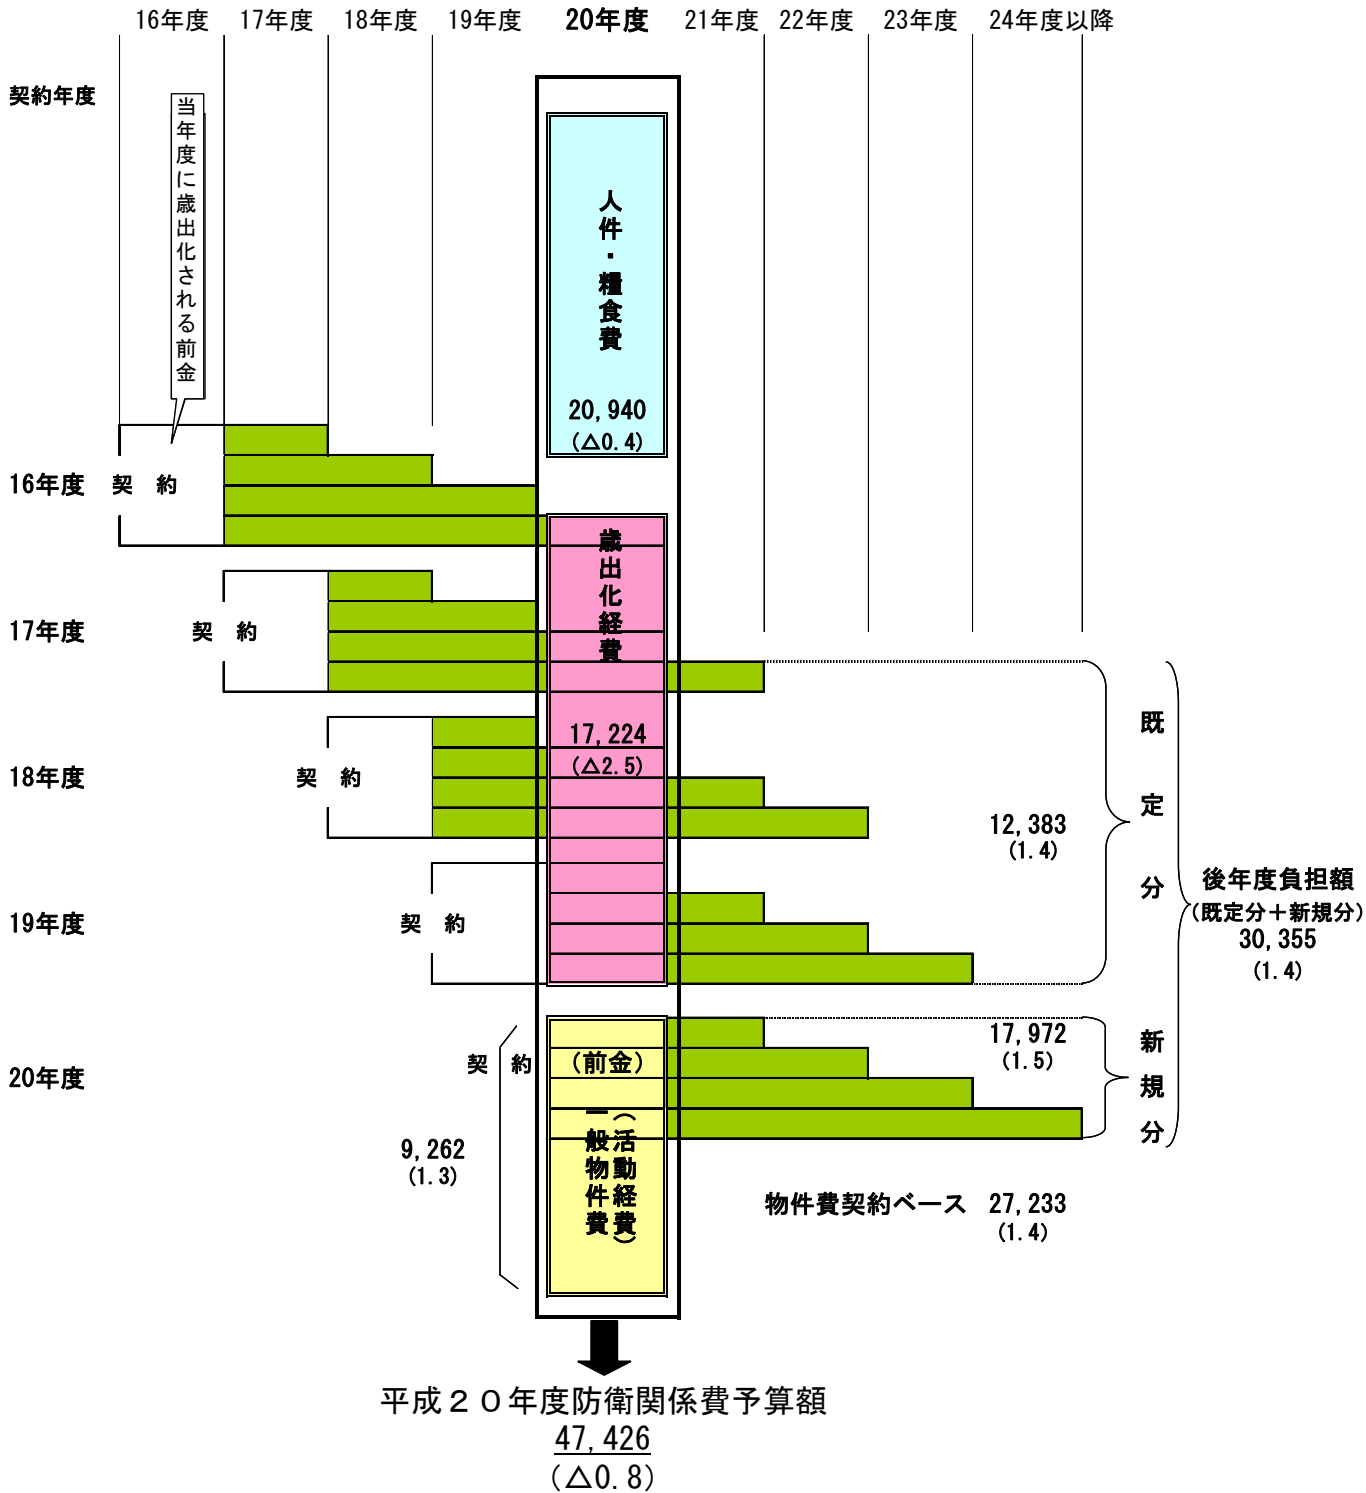 16年度 17年度 18年度 19年度 20年度 21年度 22年度 23年度 24年度以降
契約年度
当年度に歳出化される前金
人件・糧食費
20,940
(△0.4)
16年度 契約
歳出化経費
17,224
(△2.5)
17年度 契約
18年度 契約
19年度 契約
12,383
(1.4)
既定分
後年度負担額
(既定分+新規分)
30,355
(1.4)
20年度 契約
(前金)
17,972
(1.5)
新規分
9,262
(1.3)
一般物件費
(活動経費)
物件費契約ベース 27,233
(1.4)
平成20年度防衛関係費予算額
47,426
(△0.8)